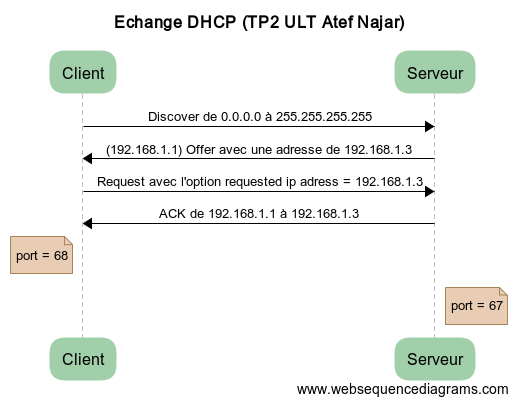 Echange DHCP (TP2 ULT Atef Najar)
Client
Serveur
Discover de 0.0.0.0 à 255.255.255.255
(192.168.1.1) Offer avec une adresse de 192.168.1.3
Request avec l'option requested ip adress = 192.168.1.3
ACK de 192.168.1.1 à 192.168.1.3
port = 68
port = 67
Client
Serveur
www.websequencediagrams.com